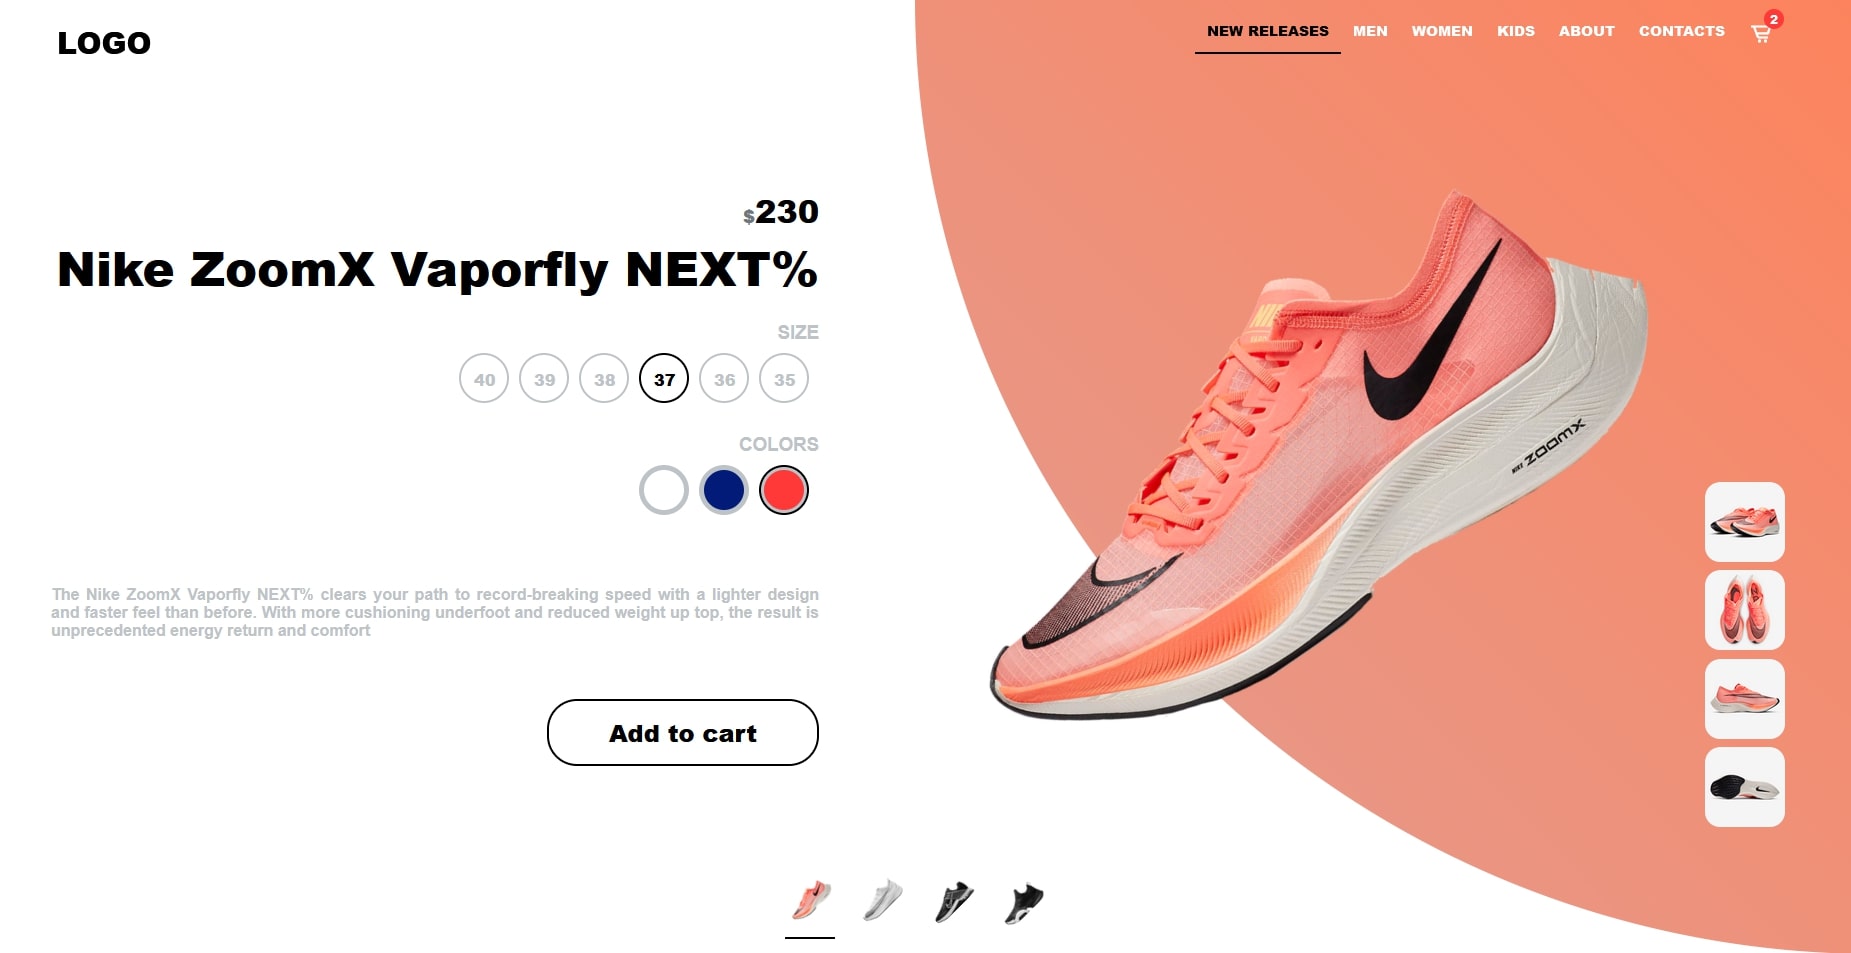 LOGO
NEW RELEASES MEN WOMEN KIDS ABOUT CONTACTS 2
$230
Nike ZoomX Vaporfly NEXT%
SIZE
40 39 38 37 36 35
COLORS
The Nike ZoomX Vaporfly NEXT% clears your path to record-breaking speed with a lighter design
and faster feel than before. With more cushioning underfoot and reduced weight up top, the result is
unprecedented energy return and comfort
Add to cart
NIKE ZOOMX